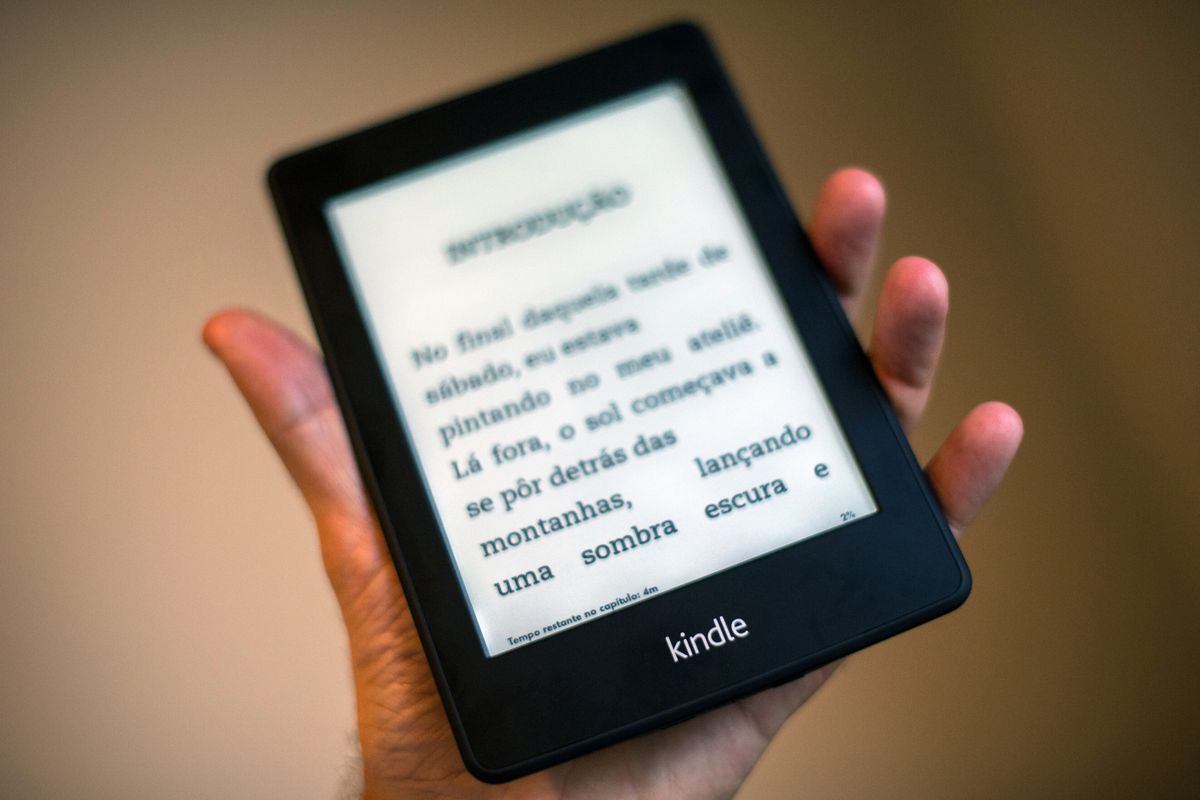 INTRODUÇÃO
No final daquela tarde de
sábado, eu estava
pintando no meu ateliê.
Lá fora, o sol começava a
se pôr detrás das
montanhas, lançando
uma sombra escura e
2%
Tempo restante no capítulo: 4m
kindle